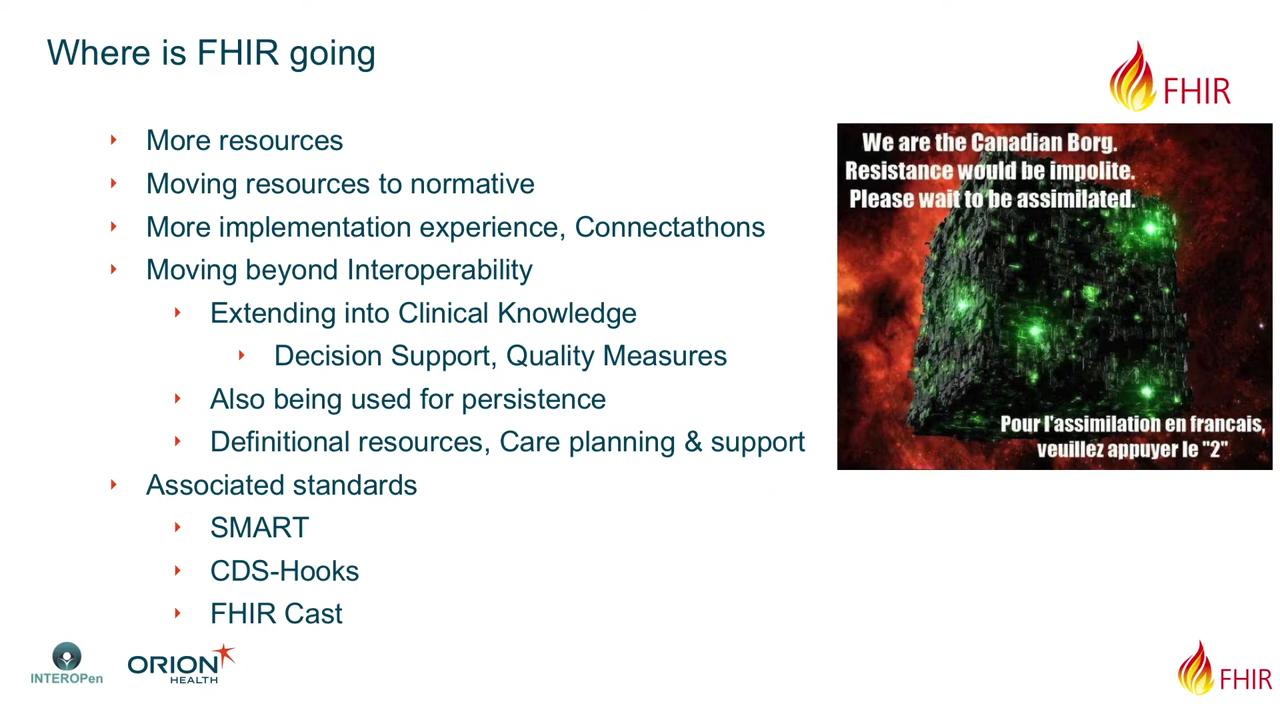 Where is FHIR going
FHIR
More resources
Moving resources to normative
More implementation experience, Connectathons
Moving beyond Interoperability
Extending into Clinical Knowledge
Decision Support, Quality Measures
Also being used for persistence
Definitional resources, Care planning & support
Associated standards
SMART
CDS-Hooks
FHIR Cast
We are the Canadian Borg.
Resistance would be impolite.
Please wait to be assimilated.
Pour l'assimilation en francais,
veuillez appuyer le "2"
INTEROPen
ORION
HEALTH
FHIR